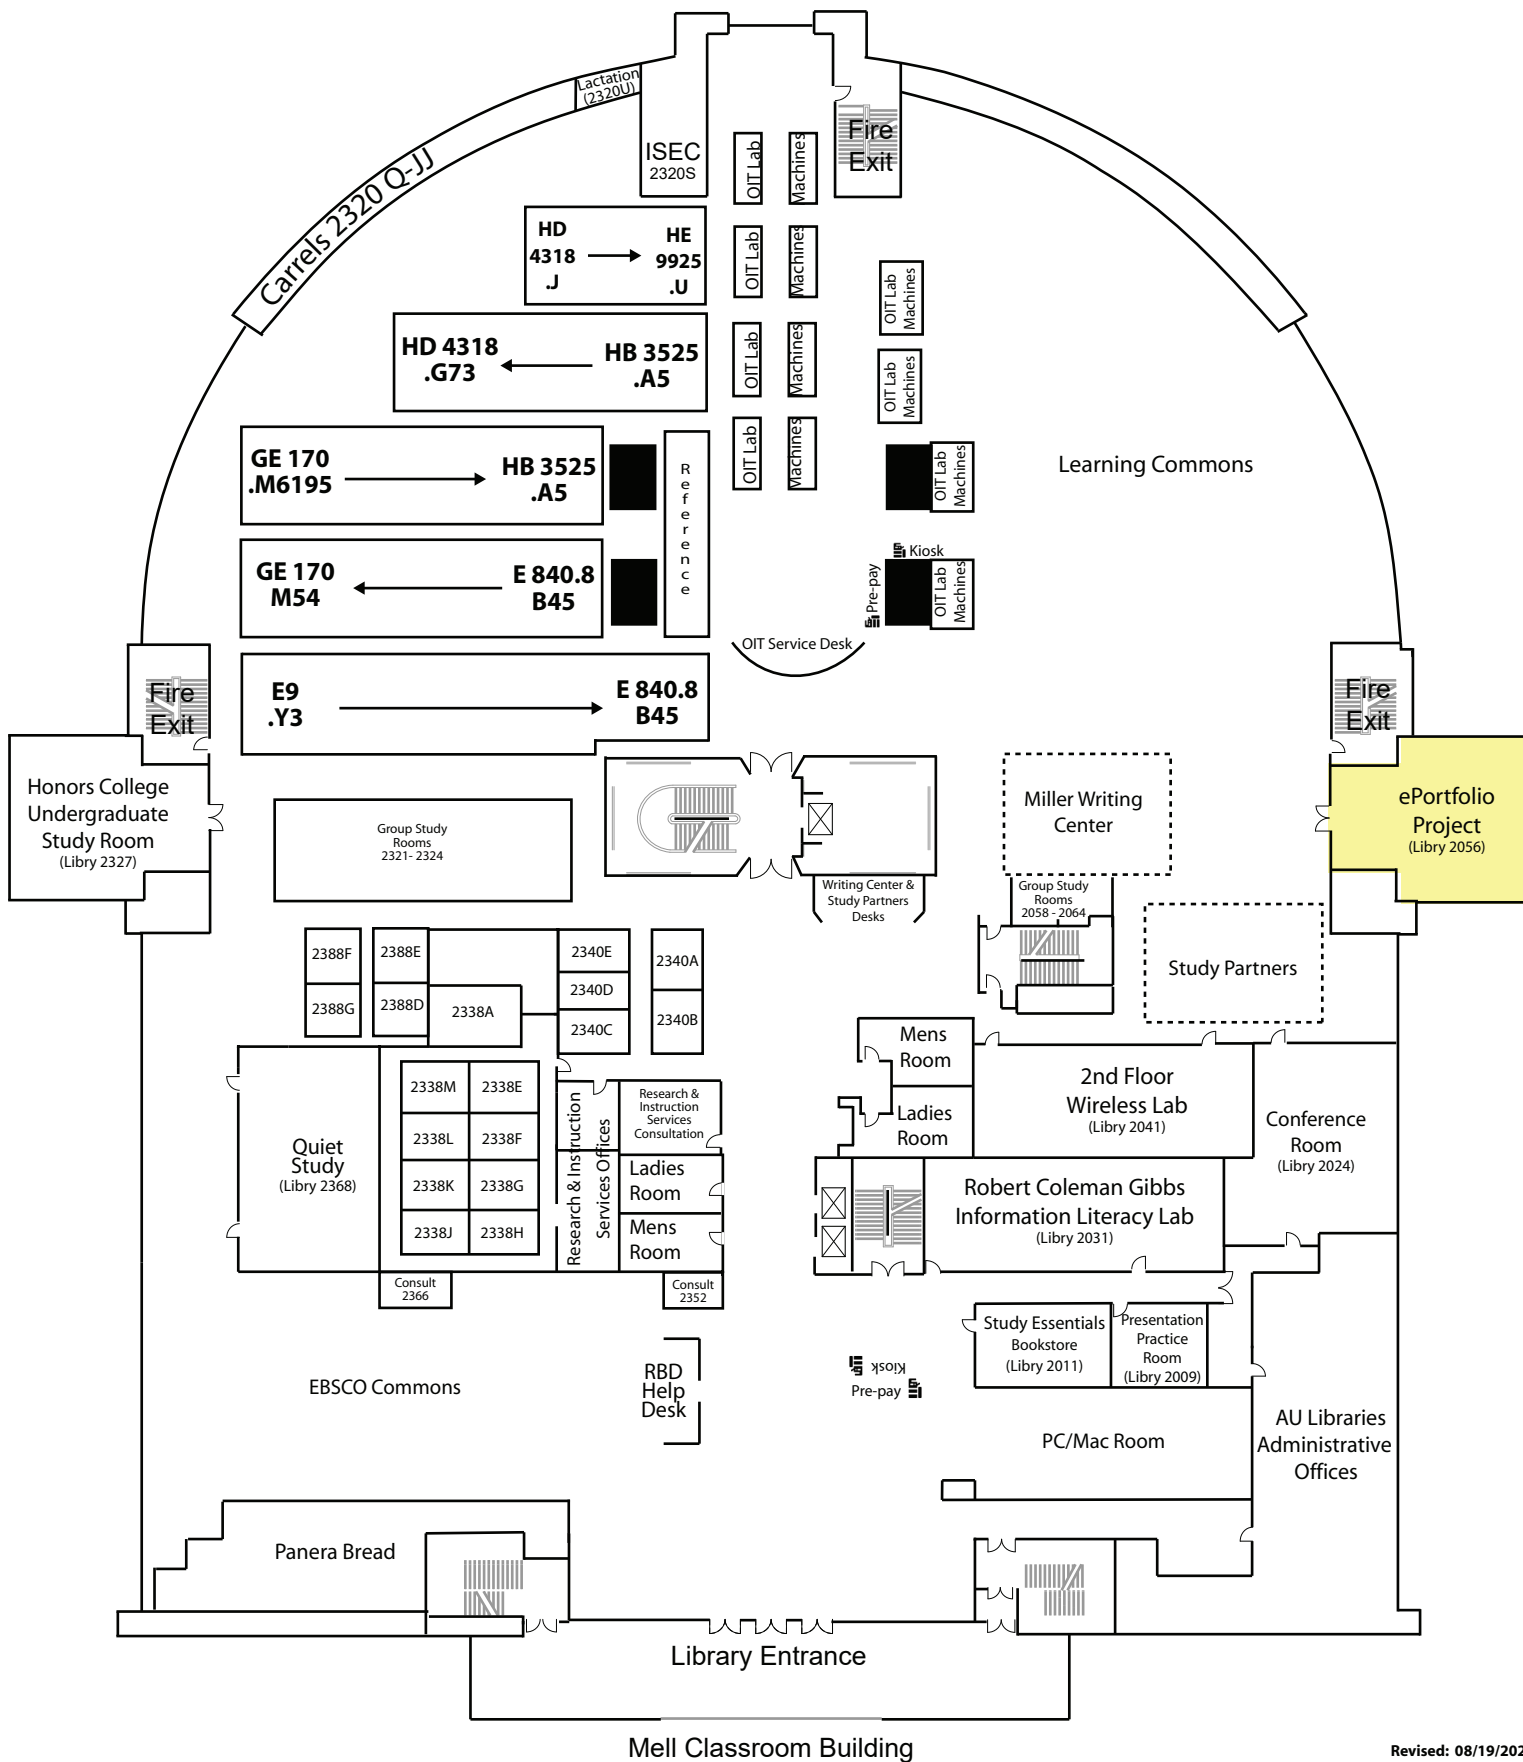 Lactation
(2320U)
ISEC
2320S
Fire
Exit
Carrels 2320 Q-JJ
OIT Lab
Machines
OIT Lab
Machines
OIT Lab
Machines
OIT Lab
Machines
OIT Lab
Machines
OIT Lab
Machines
OIT Lab
Machines
OIT Lab
Machines
HD
4318
.J
HE
9925
.U
HD 4318
.G73
HB 3525
.A5
GE 170
.M6195
HB 3525
.A5
Reference
Learning Commons
Kiosk
Pre-pay
GE 170
M54
E 840.8
B45
OIT Service Desk
E9
.Y3
E 840.8
B45
Fire
Exit
Fire
Exit
Honors College
Undergraduate
Study Room
(Libry 2327)
Group Study
Rooms
2321- 2324
Miller Writing
Center
ePortfolio
Project
(Libry 2056)
Writing Center &
Study Partners
Desks
Group Study
Rooms
2058 - 2064
Study Partners
2388F
2388E
2340E
2340A
2388G
2388D
2338A
2340D
2340C
2340B
Mens
Room
Ladies
Room
2nd Floor
Wireless Lab
(Libry 2041)
Conference
Room
(Libry 2024)
Quiet
Study
(Libry 2368)
2338M
2338E
2338L
2338F
2338K
2338G
2338J
2338H
Research & Instruction
Services Offices
Research &
Instruction
Services
Consultation
Ladies
Room
Mens
Room
Robert Coleman Gibbs
Information Literacy Lab
(Libry 2031)
Consult
2366
Consult
2352
Study Essentials
Bookstore
(Libry 2011)
Presentation
Practice
Room
(Libry 2009)
EBSCO Commons
RBD
Help
Desk
Kiosk
Pre-pay
PC/Mac Room
AU Libraries
Administrative
Offices
Panera Bread
Library Entrance
Mell Classroom Building
Revised: 08/19/202